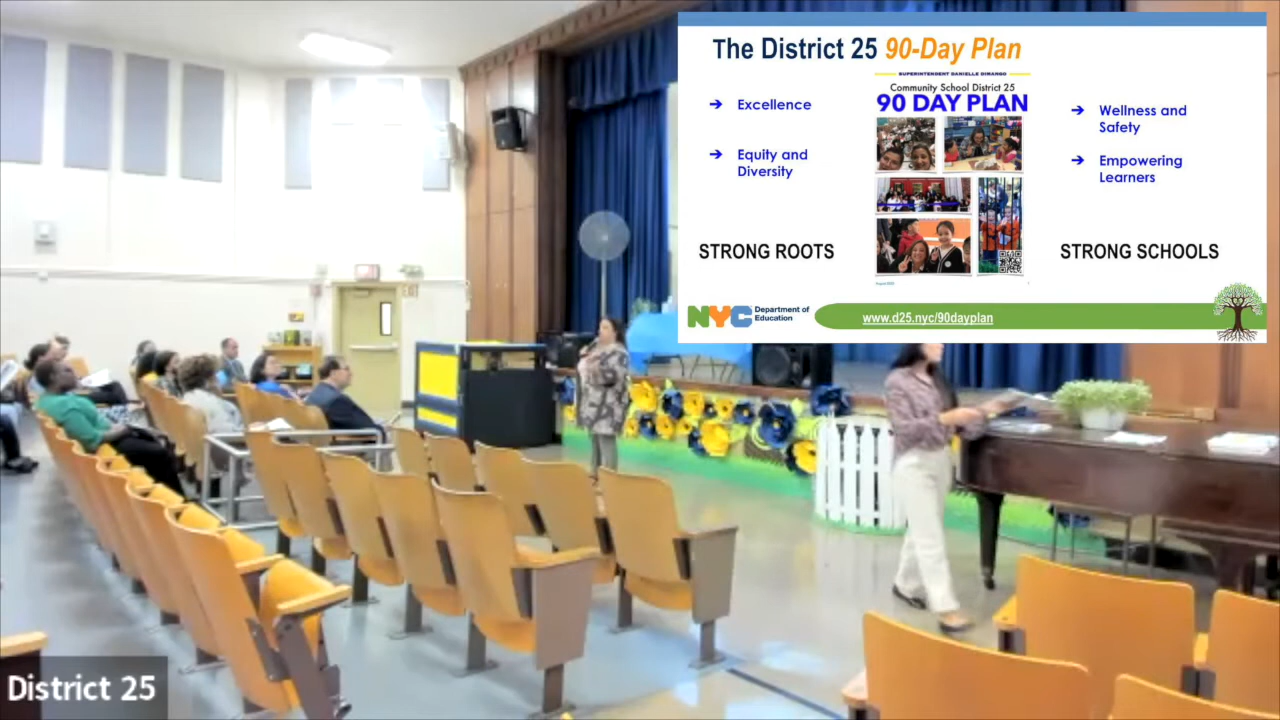 The District 25 90-Day Plan
➔ Excellence
➔ Equity and
Diversity
SUPERINTENDENT DANIELLE DIMANGO
Community School District 25
90 DAY PLAN
➔ Wellness and
Safety
➔ Empowering
Learners
STRONG ROOTS
STRONG SCHOOLS
NYC Department of
Education
www.d25.nyc/90dayplan
District 25